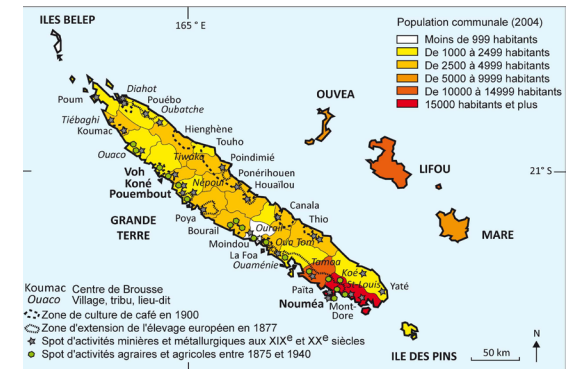 ILES BELEP
165 ° E
Population communale (2004)
Moins de 999 habitants
De 1000 à 2499 habitants
De 2500 à 4999 habitants
De 5000 à 9999 habitants
De 10000 à 14999 habitants
15000 habitants et plus
Diahot
Poum
Pouébo
Oubatche
OUVEA
Tiébaghi
Koumac
Hienghène
Touho
Ouaco
Tiwaka
Poindimié
Voh
Ponérihouen
LIFOU
21° S
Koné
Népoui
Houaïlou
Pouembout
Canala
GRANDE
TERRE
Poya
Thio
MARE
Bourail
Ourail
Moindou
Oua Tom
La Foa
Ouaménie
Tamoa
Koé
St-Louis
Yaté
Païta
Koumac Centre de Brousse
Ouaco Village, tribu, lieu-dit
Nouméa
Mont-
Dore
Zone de culture de café en 1900
Zone d'extension de l'élevage européen en 1877
Spot d'activités minières et métallurgiques aux XIXe et XXe siècles
Spot d'activités agraires et agricoles entre 1875 et 1940
ILE DES PINS
50 km
N